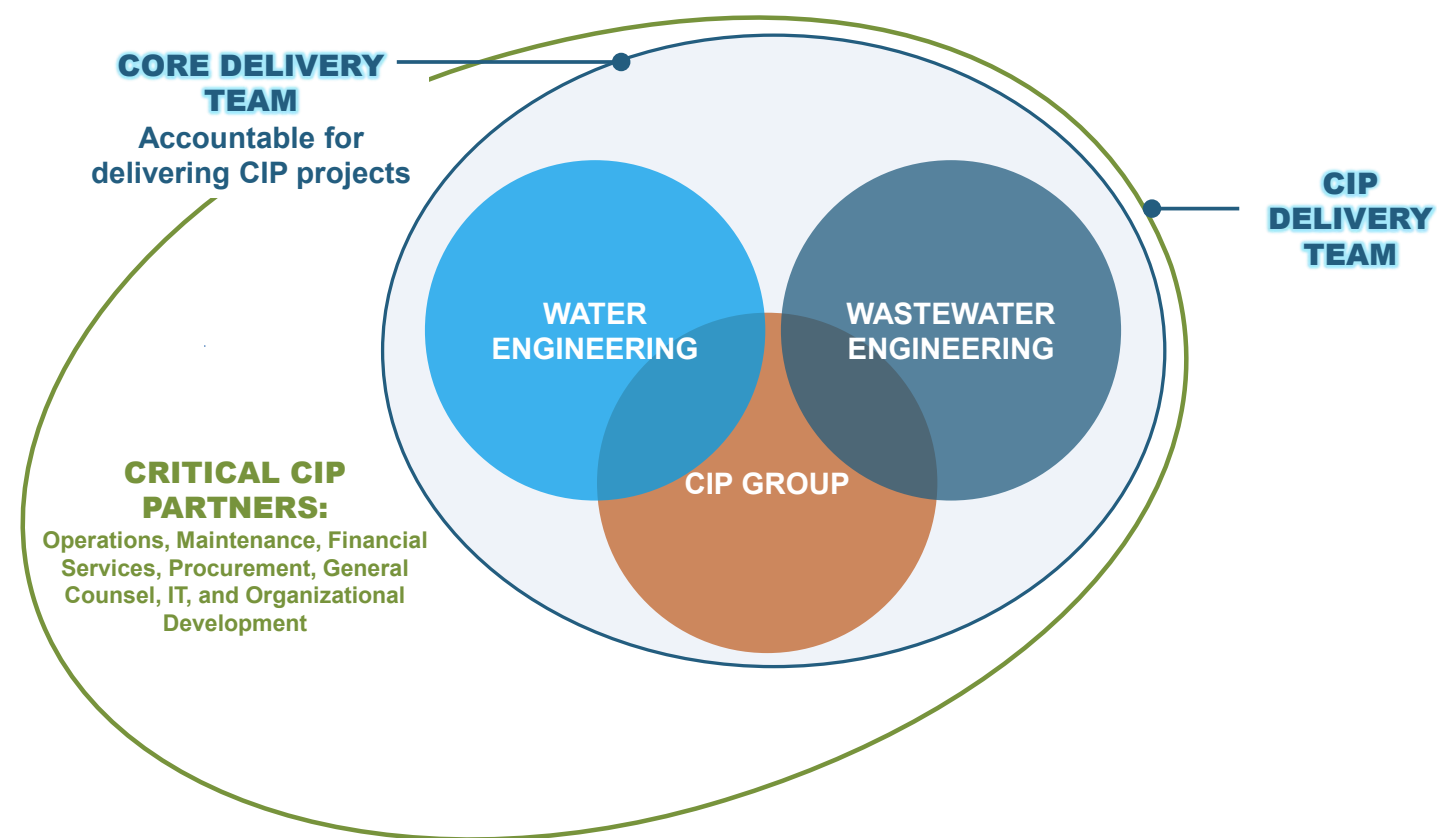 CORE DELIVERY
TEAM
Accountable for
delivering CIP projects
CIP
DELIVERY
TEAM
WATER
ENGINEERING
WASTEWATER
ENGINEERING
CIP GROUP
CRITICAL CIP
PARTNERS:
Operations, Maintenance, Financial
Services, Procurement, General
Counsel, IT, and Organizational
Development